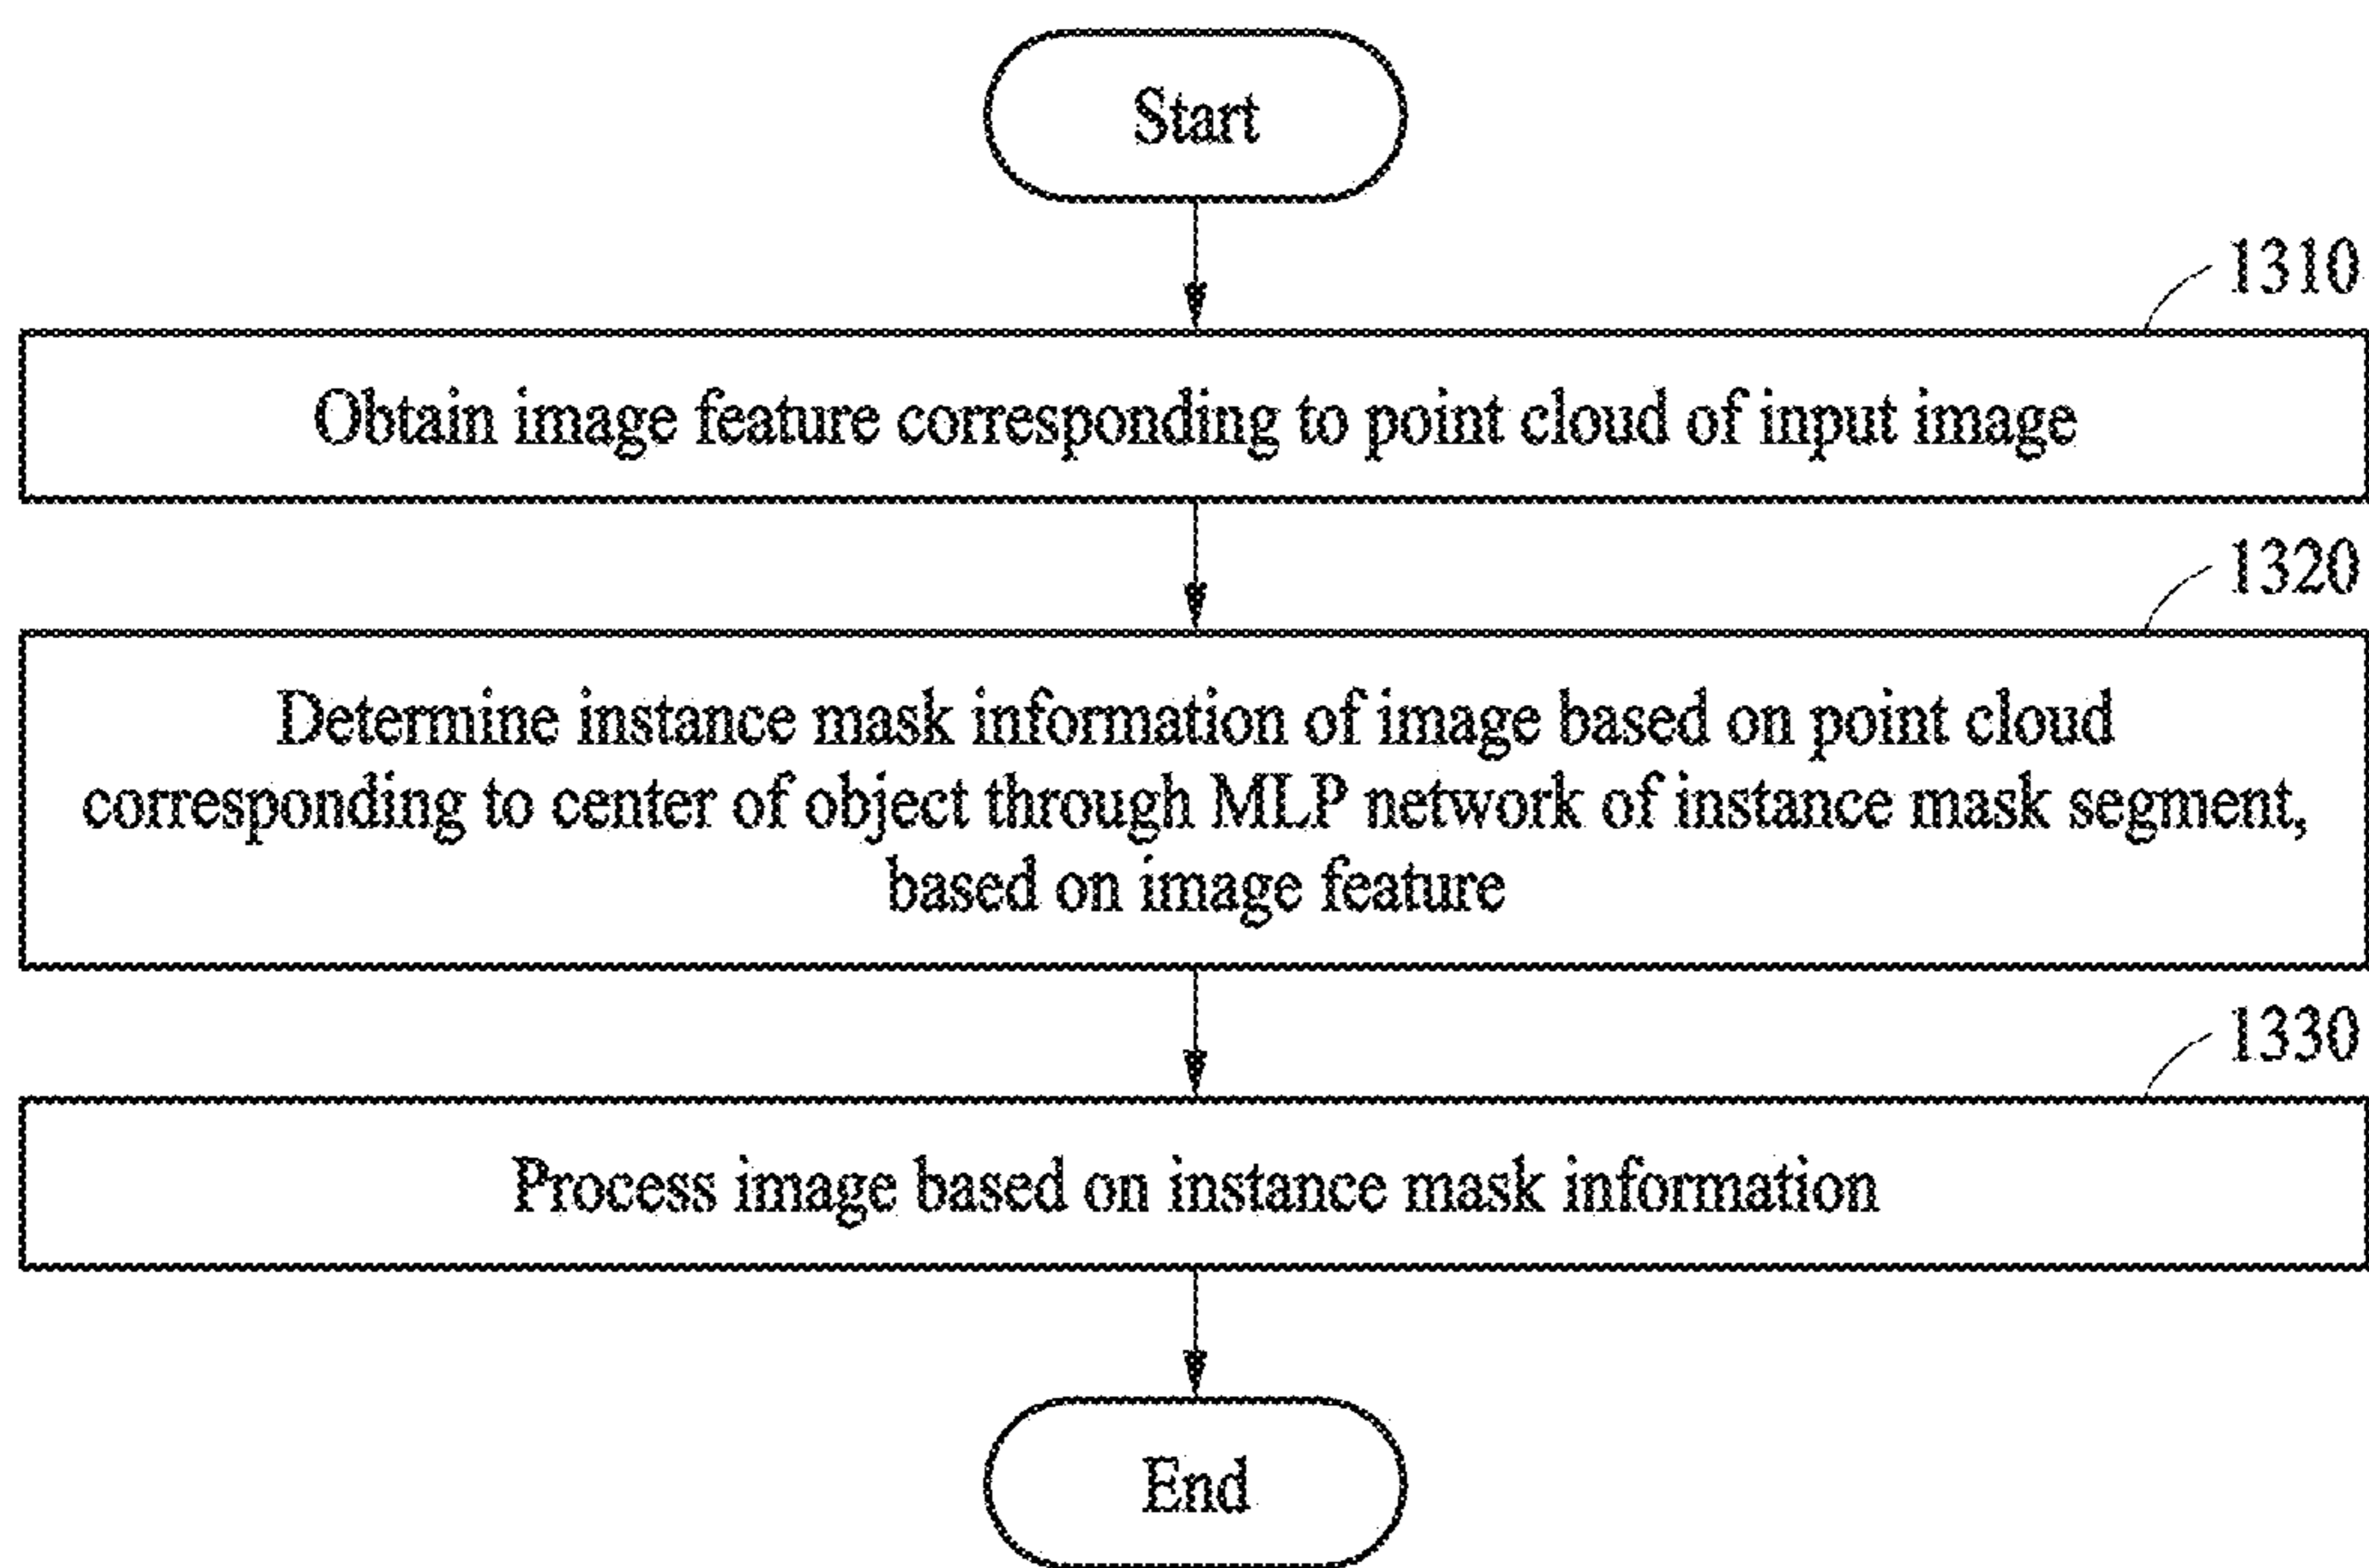 Start
1310
Obtain image feature corresponding to point cloud of input image
1320
Determine instance mask information of image based on point cloud
corresponding to center of object through MLP network of instance mask segment,
based on image feature
1330
Process image based on instance mask information
End